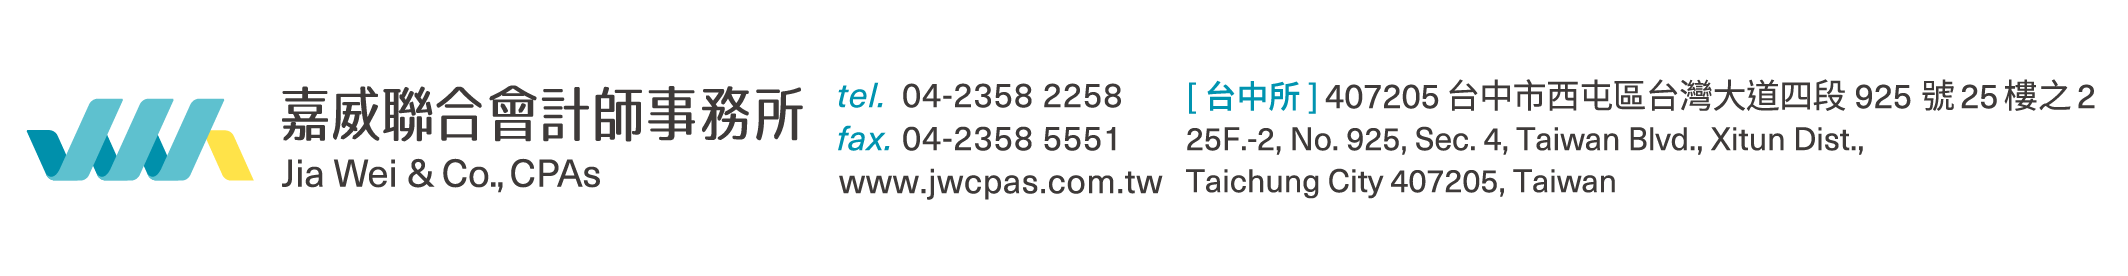 嘉威聯合會計師事務所
Jia Wei & Co., CPAs
tel. 04-2358 2258
fax. 04-2358 5551
www.jwcpas.com.tw
[ 台中所 ] 407205 台中市西屯區台灣大道四段 925 號 25 樓之 2
25F.-2, No. 925, Sec. 4, Taiwan Blvd., Xitun Dist.,
Taichung City 407205, Taiwan